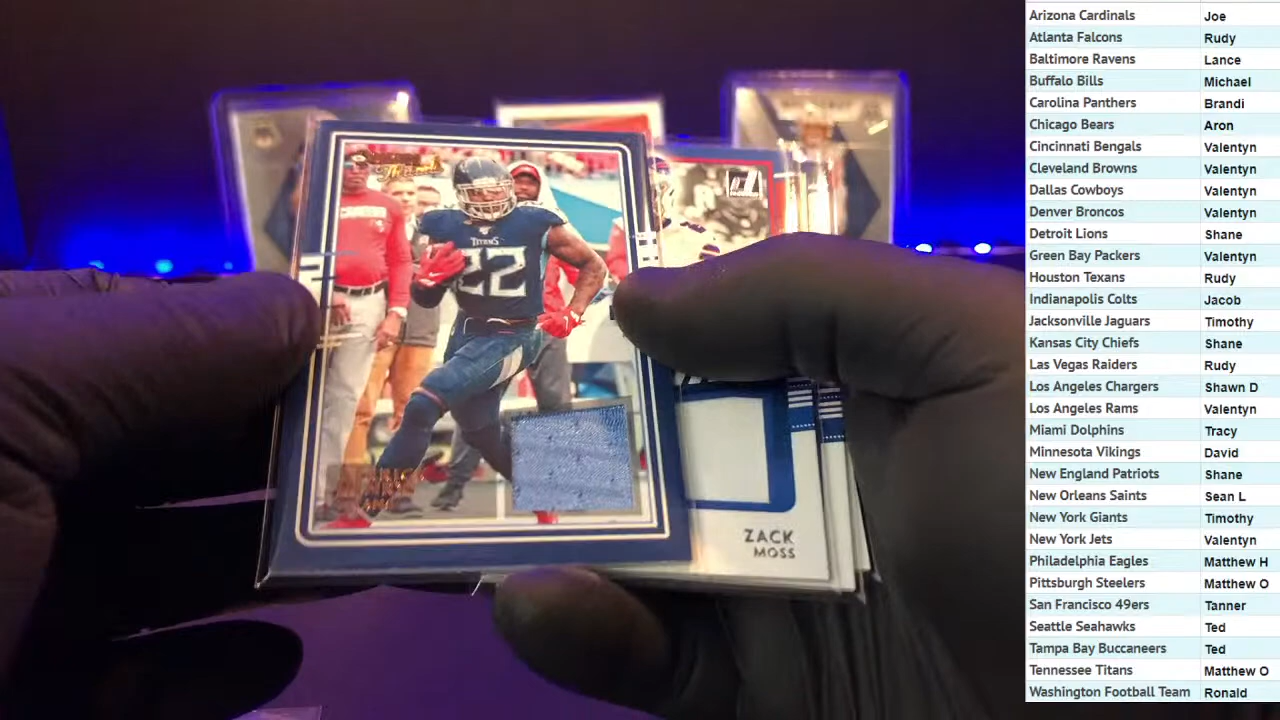 Threads
TITANS
22
ZACK
MOSS
Arizona Cardinals Joe
Atlanta Falcons Rudy
Baltimore Ravens Lance
Buffalo Bills Michael
Carolina Panthers Brandi
Chicago Bears Aron
Cincinnati Bengals Valentyn
Cleveland Browns Valentyn
Dallas Cowboys Valentyn
Denver Broncos Valentyn
Detroit Lions Shane
Green Bay Packers Valentyn
Houston Texans Rudy
Indianapolis Colts Jacob
Jacksonville Jaguars Timothy
Kansas City Chiefs Shane
Las Vegas Raiders Rudy
Los Angeles Chargers Shawn D
Los Angeles Rams Valentyn
Miami Dolphins Tracy
Minnesota Vikings David
New England Patriots Shane
New Orleans Saints Sean L
New York Giants Timothy
New York Jets Valentyn
Philadelphia Eagles Matthew H
Pittsburgh Steelers Matthew O
San Francisco 49ers Tanner
Seattle Seahawks Ted
Tampa Bay Buccaneers Ted
Tennessee Titans Matthew O
Washington Football Team Ronald